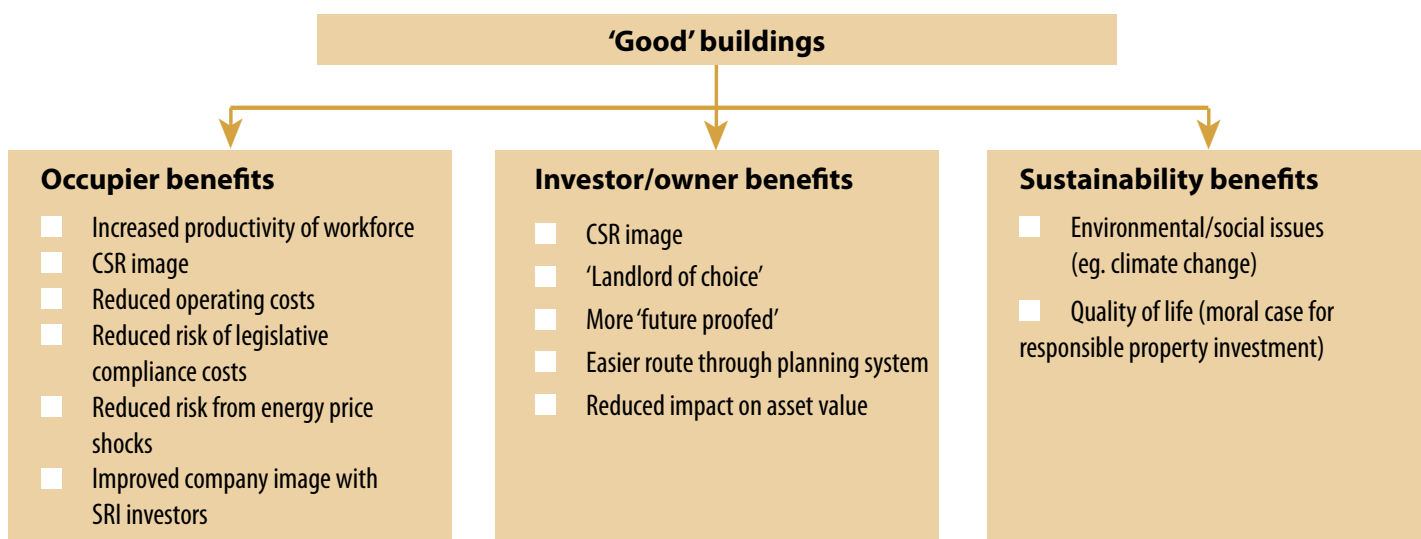 ‘Good’ buildings
Occupier benefits
Increased productivity of workforce
CSR image
Reduced operating costs
Reduced risk of legislative
compliance costs
Reduced risk from energy price
shocks
Improved company image with
SRI investors
Investor/owner benefits
CSR image
‘Landlord of choice’
More ‘future proofed’
Easier route through planning system
Reduced impact on asset value
Sustainability benefits
Environmental/social issues
(eg. climate change)
Quality of life (moral case for
responsible property investment)